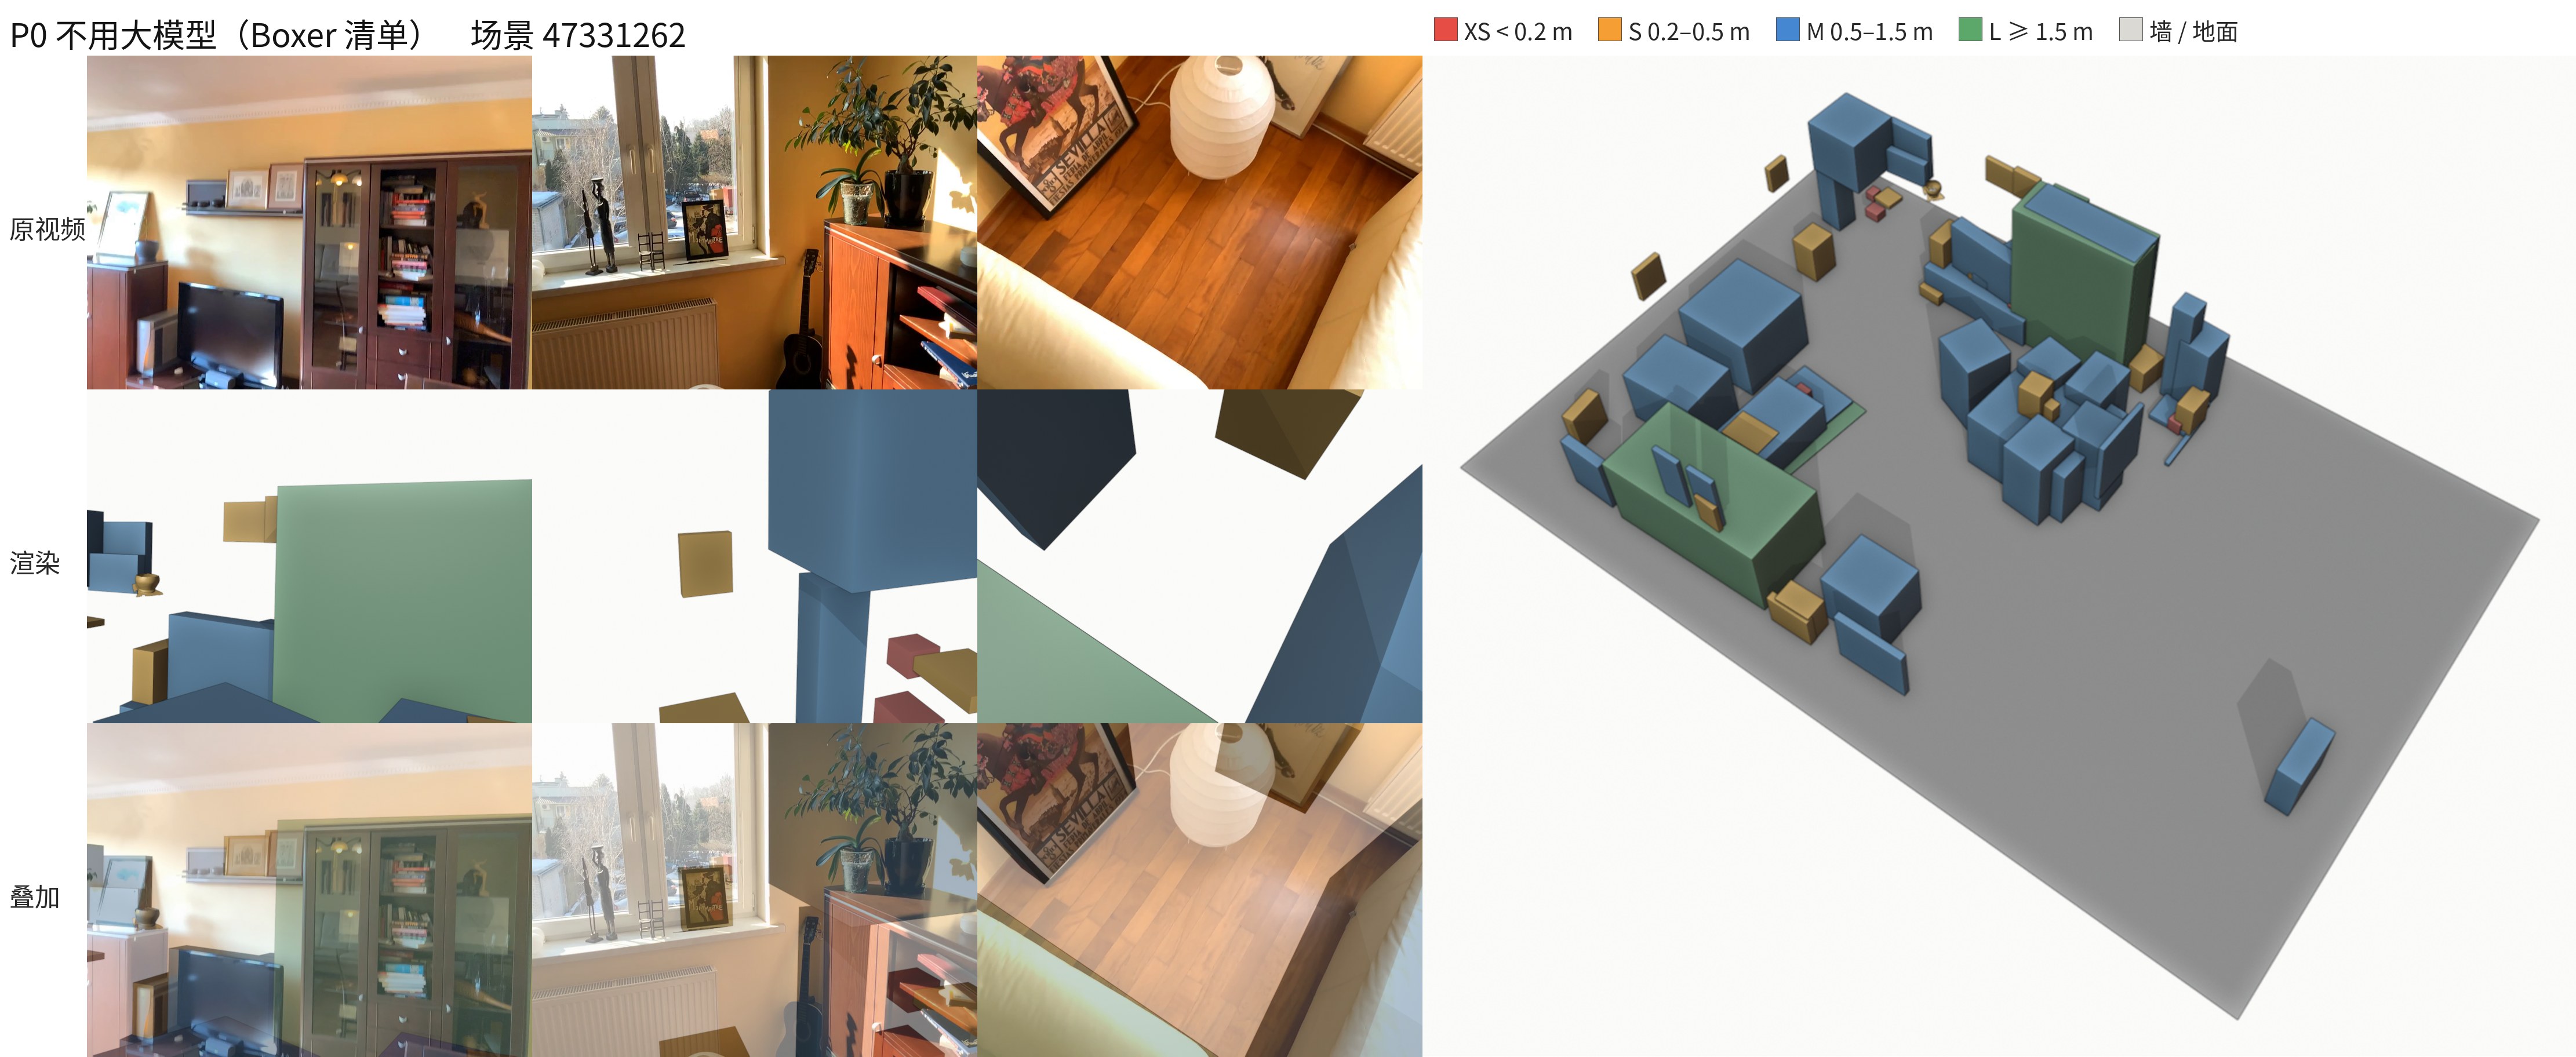 P0 不用大模型（Boxer 清单） 场景 47331262
XS < 0.2 m
S 0.2–0.5 m
M 0.5–1.5 m
L ⩾ 1.5 m
墙 / 地面
原视频
SEVILLA
渲染
叠加
SEVILLA